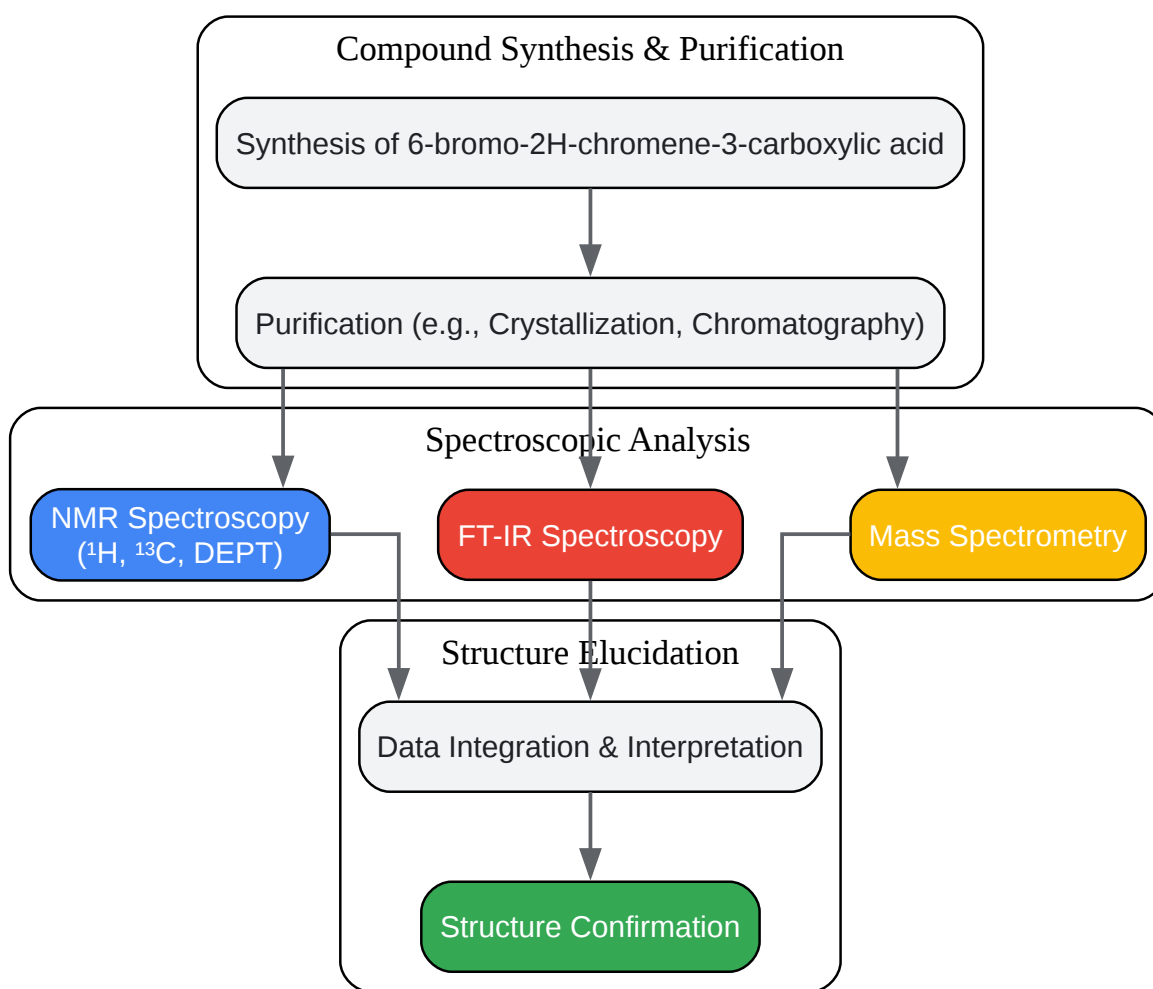 Compound Synthesis & Purification
Synthesis of 6-bromo-2H-chromene-3-carboxylic acid
Purification (e.g., Crystallization, Chromatography)
Spectroscopic Analysis
NMR Spectroscopy
(¹H, ¹³C, DEPT)
FT-IR Spectroscopy
Mass Spectrometry
Structure Elucidation
Data Integration & Interpretation
Structure Confirmation